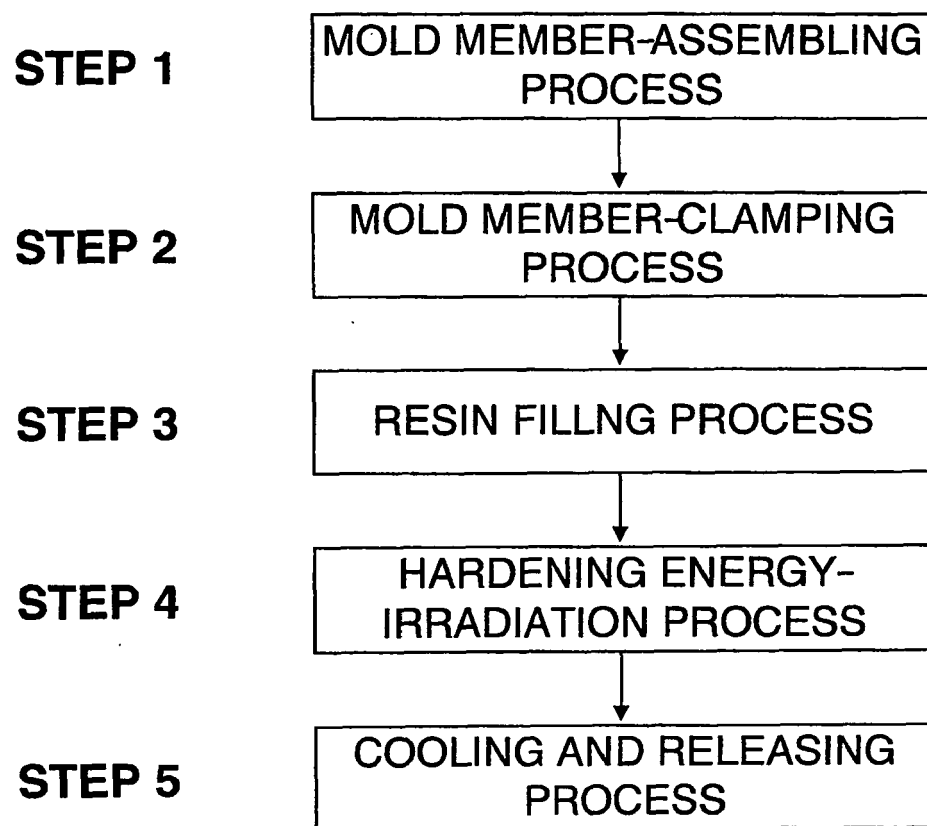 STEP 1
MOLD MEMBER-ASSEMBLING
PROCESS
STEP 2
MOLD MEMBER-CLAMPING
PROCESS
STEP 3
RESIN FILLNG PROCESS
STEP 4
HARDENING ENERGY-
IRRADIATION PROCESS
STEP 5
COOLING AND RELEASING
PROCESS